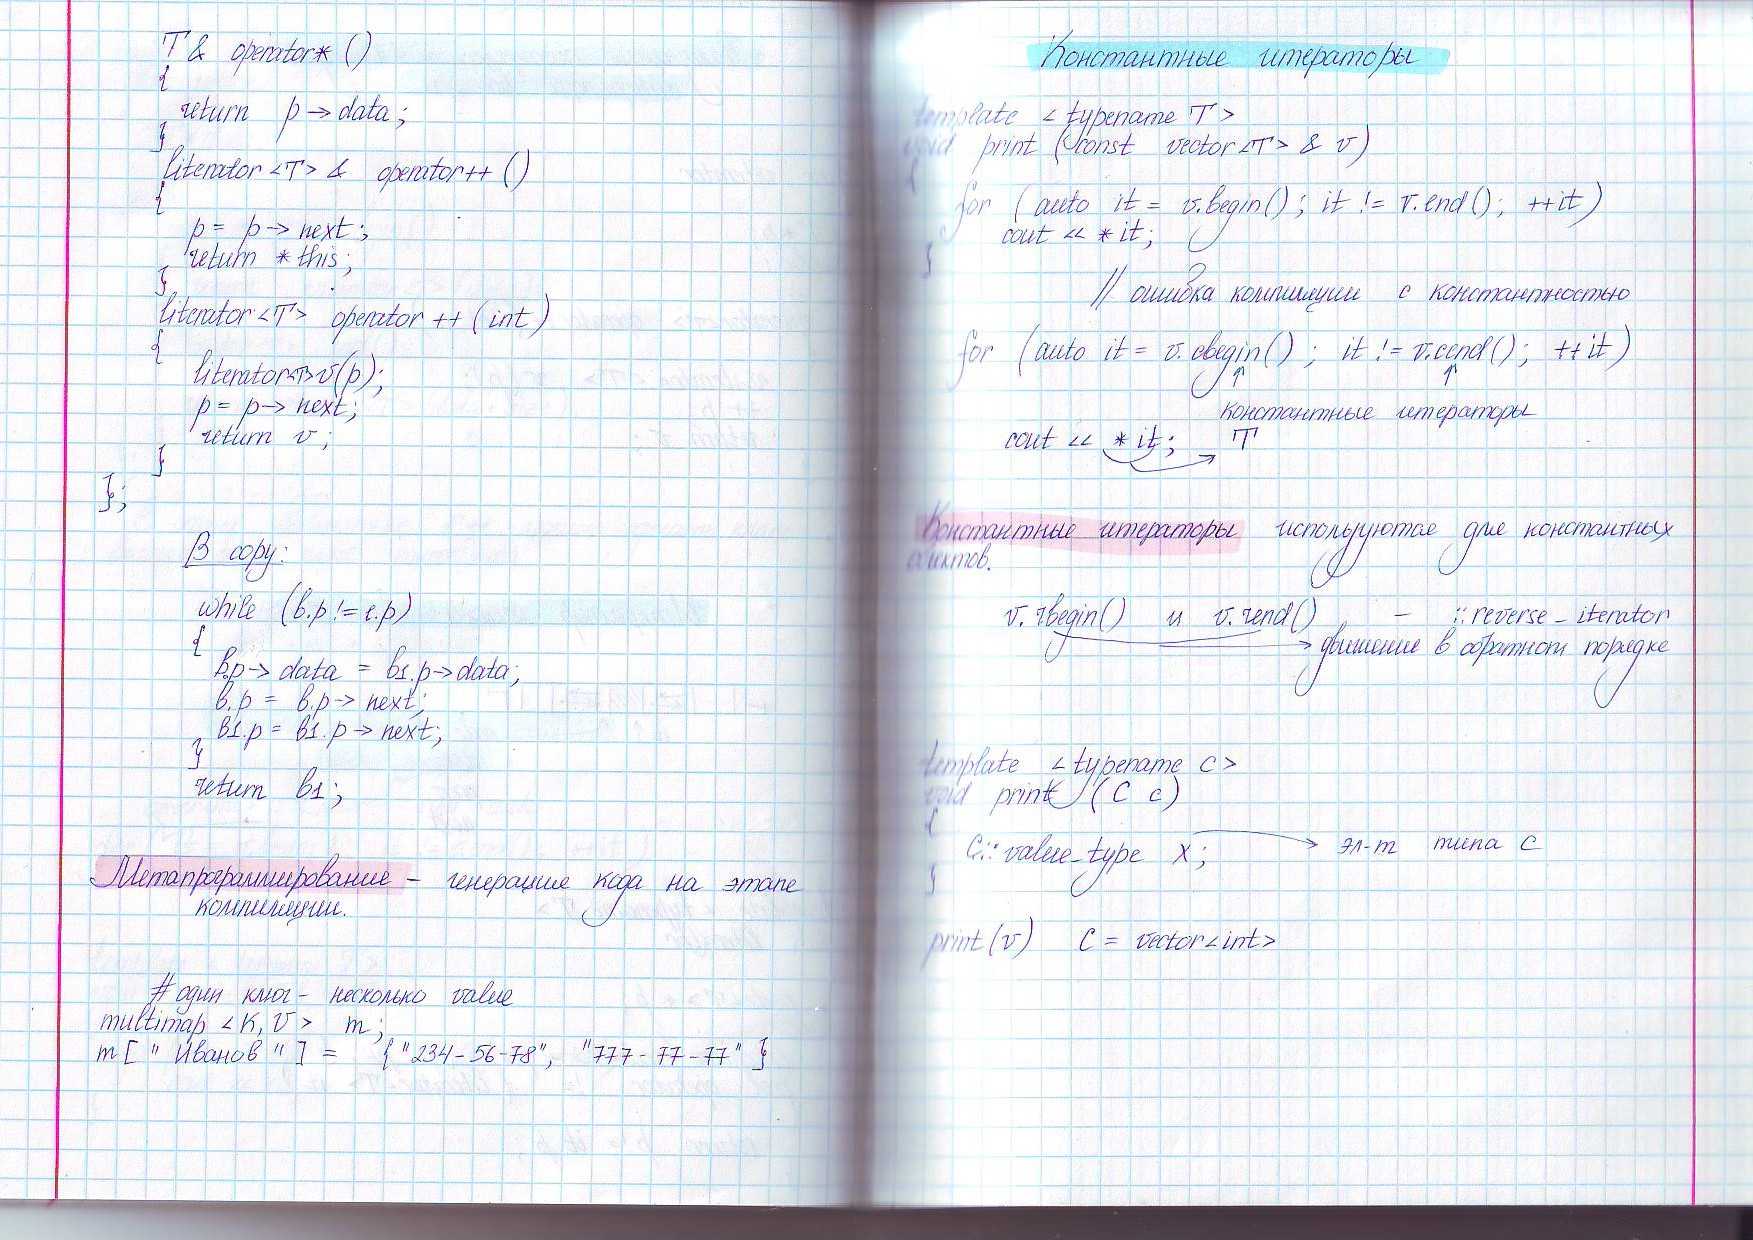 T& operator* ()
{
return p -> data;
}
literator <T> & operator++ ()
{
p = p -> next;
return *this;
}
literator <T> operator ++ (int)
{
literator<T> v(p);
p = p -> next;
return v;
}
};
В copy:
while (b.p != e.p)
{
b.p -> data = b1.p -> data;
b.p = b.p -> next;
b1.p = b1.p -> next;
}
return b1;
Метапрограммирование - генерация кода на этапе
компиляции.
# один ключ - несколько value
multimap <K, V> m;
m[ "Иванов" ] = { "234-56-78", "777-77-77" }
Константные итераторы
template <typename T>
void print (const vector<T> & v)
{
for (auto it = v.begin(); it != v.end(); ++it)
cout << *it;
}
// ошибка компиляции с константностью
for (auto it = v.cbegin(); it != v.cend(); ++it)
константные итераторы
cout << *it; T
Константные итераторы используются для константных
объектов.
v.rbegin() и v.rend() - ::reverse_iterator
движение в обратном порядке
template <typename C>
void print (C c)
{
C::value_type x; эл-т типа C
}
print(v) C = vector<int>